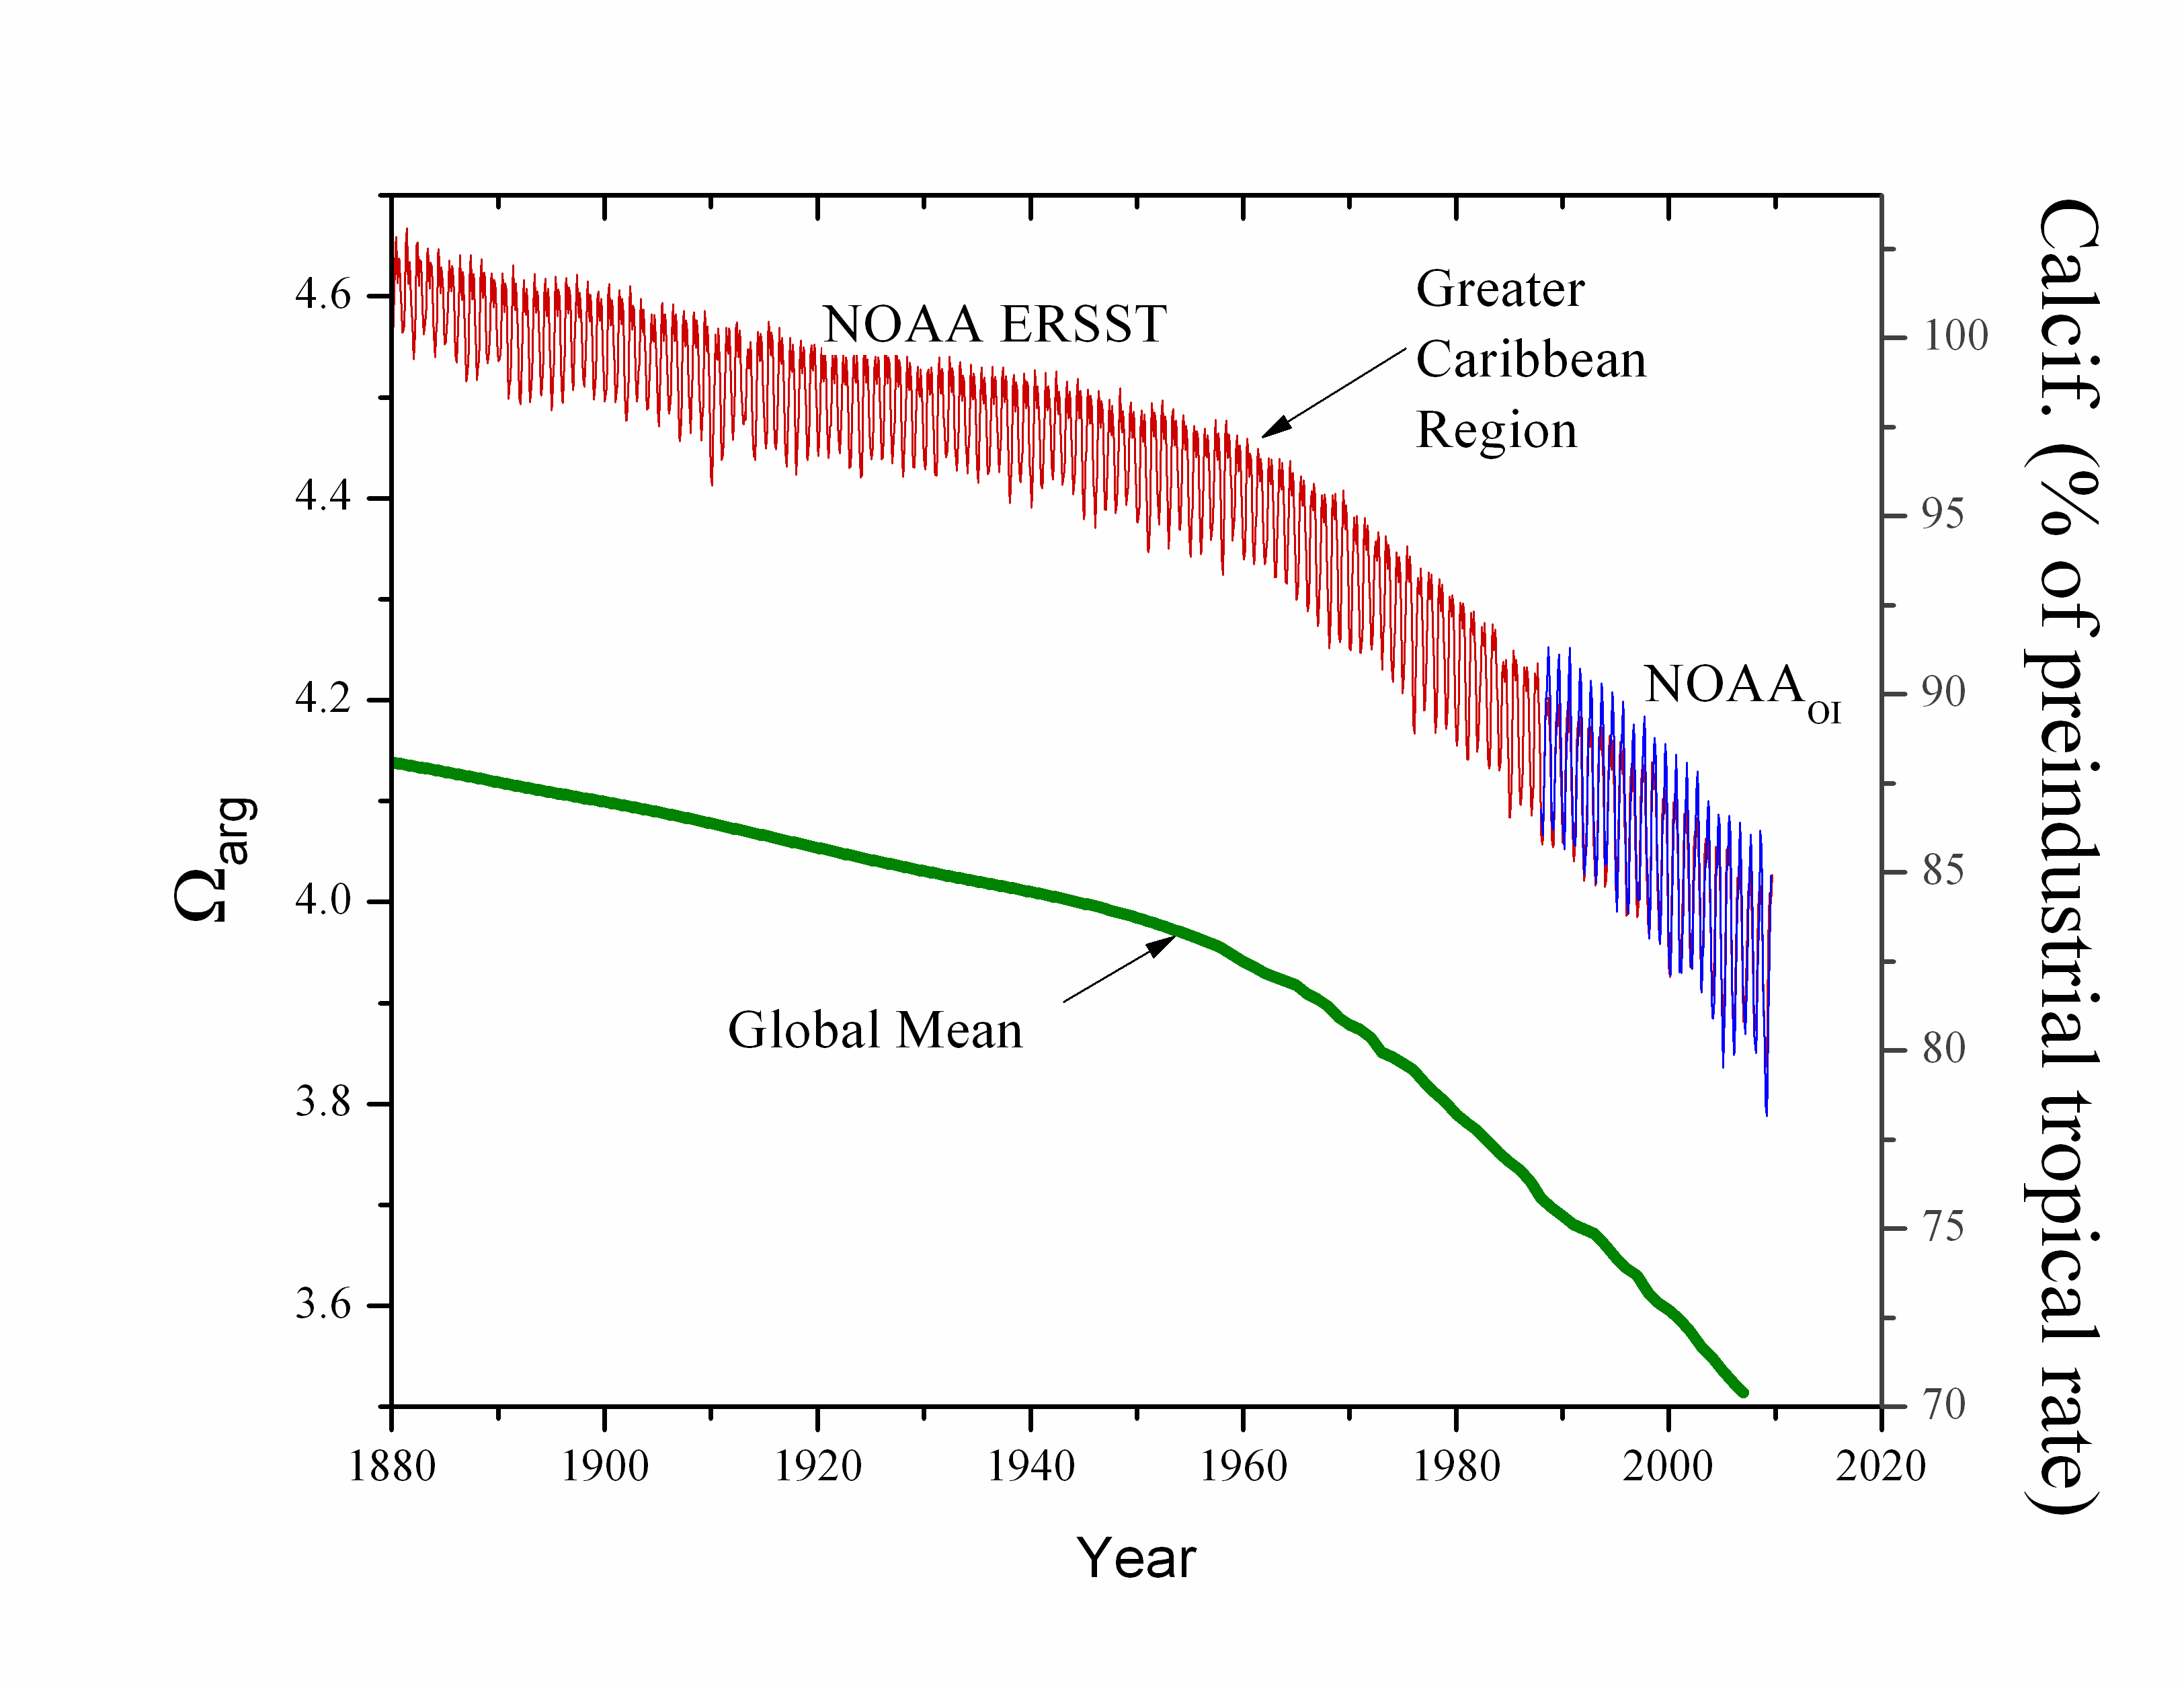 NOAA ERSST
Greater
Caribbean
Region
NOAA OI
Global Mean
4.6
4.4
4.2
4.0
3.8
3.6
Ωarg
100
95
90
85
80
75
70
Calcif. (% of preindustrial tropical rate)
1880 1900 1920 1940 1960 1980 2000 2020
Year